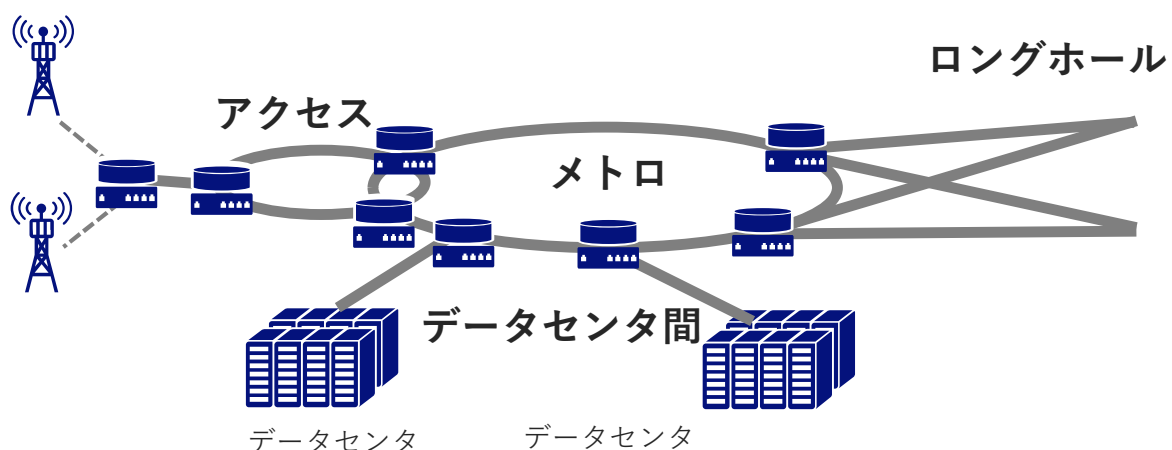 ロングホール
アクセス
メトロ
データセンタ間
データセンタ
データセンタ